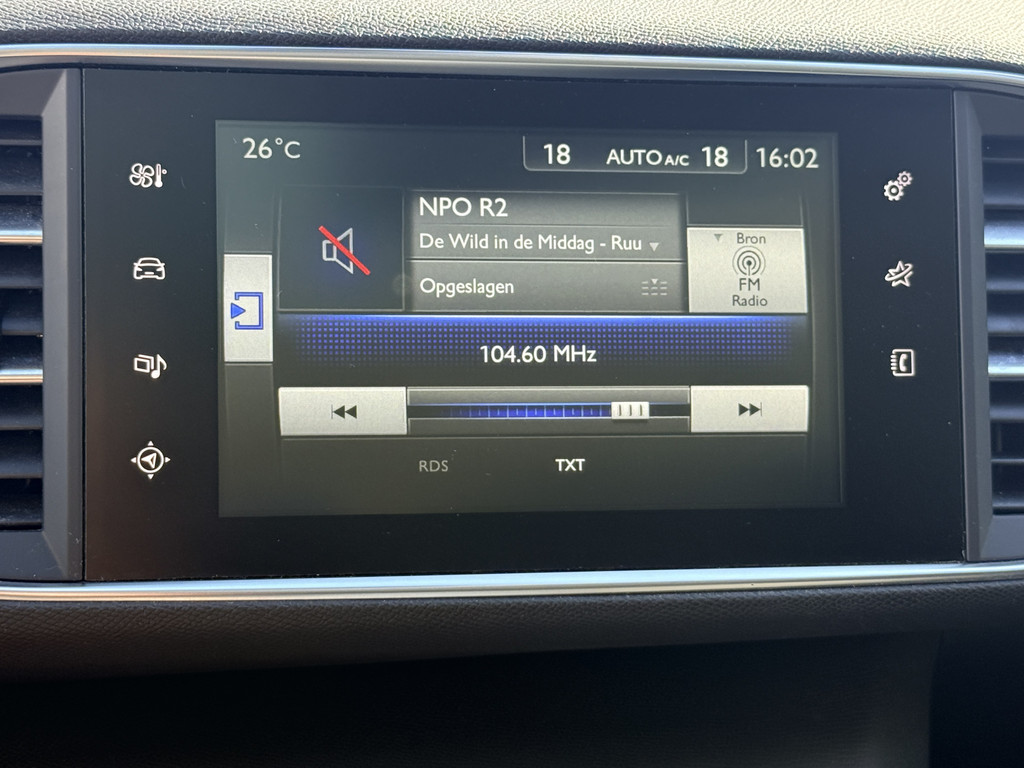 26°C
18 AUTO A/C 18 16:02
NPO R2
De Wild in de Middag - Ruu
Opgeslagen
Bron
FM
Radio
104.60 MHz
RDS TXT